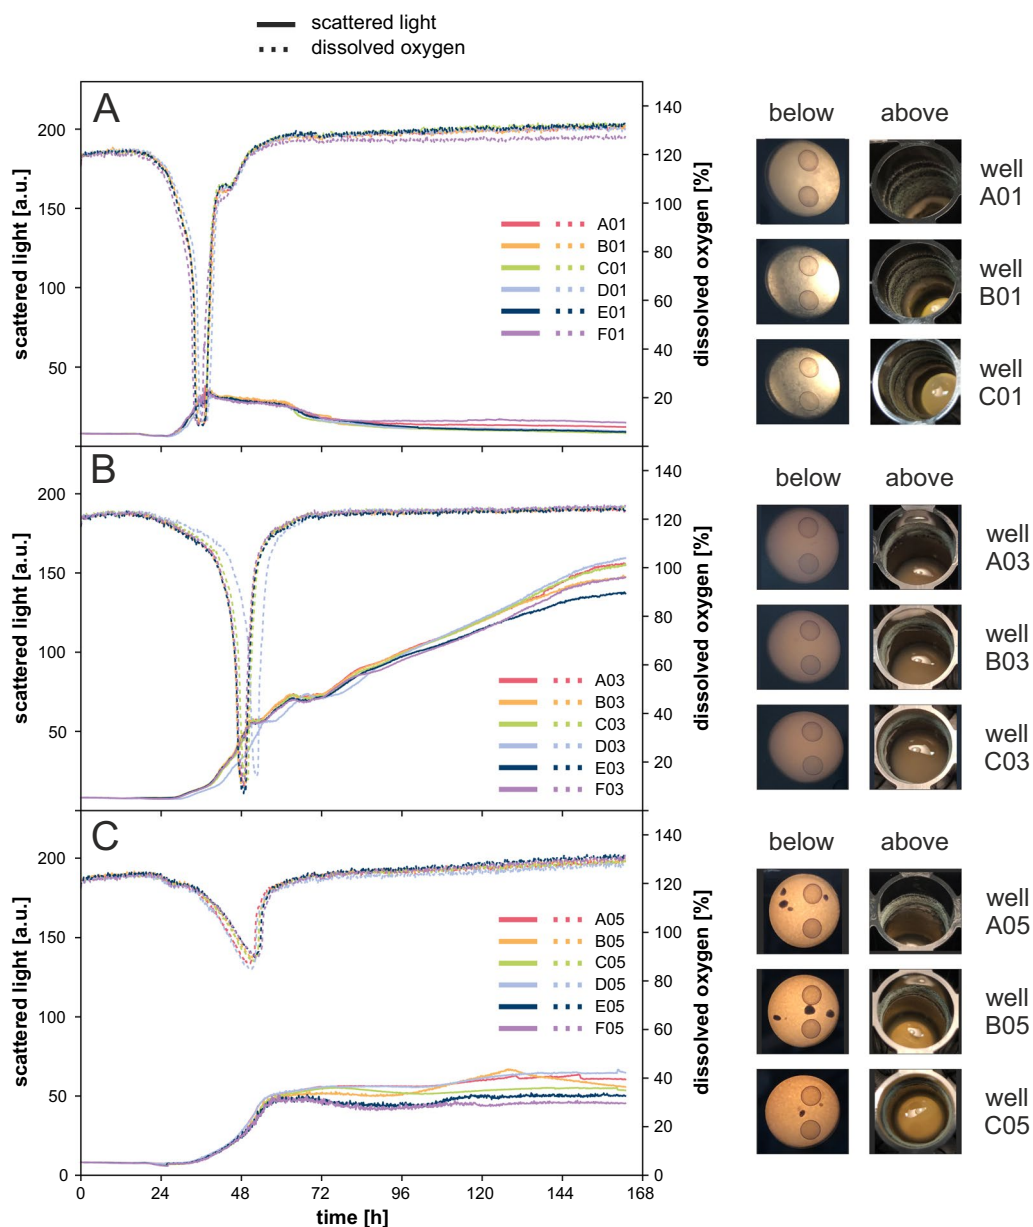 scattered light
dissolved oxygen
A
200
150
100
50
scattered light [a.u.]
140
120
100
80
60
40
20
dissolved oxygen [%]
A01
B01
C01
D01
E01
F01
below above
well
A01
well
B01
well
C01
B
200
150
100
50
scattered light [a.u.]
140
120
100
80
60
40
20
dissolved oxygen [%]
A03
B03
C03
D03
E03
F03
below above
well
A03
well
B03
well
C03
C
200
150
100
50
0
scattered light [a.u.]
140
120
100
80
60
40
20
0
dissolved oxygen [%]
A05
B05
C05
D05
E05
F05
0 24 48 72 96 120 144 168
time [h]
below above
well
A05
well
B05
well
C05